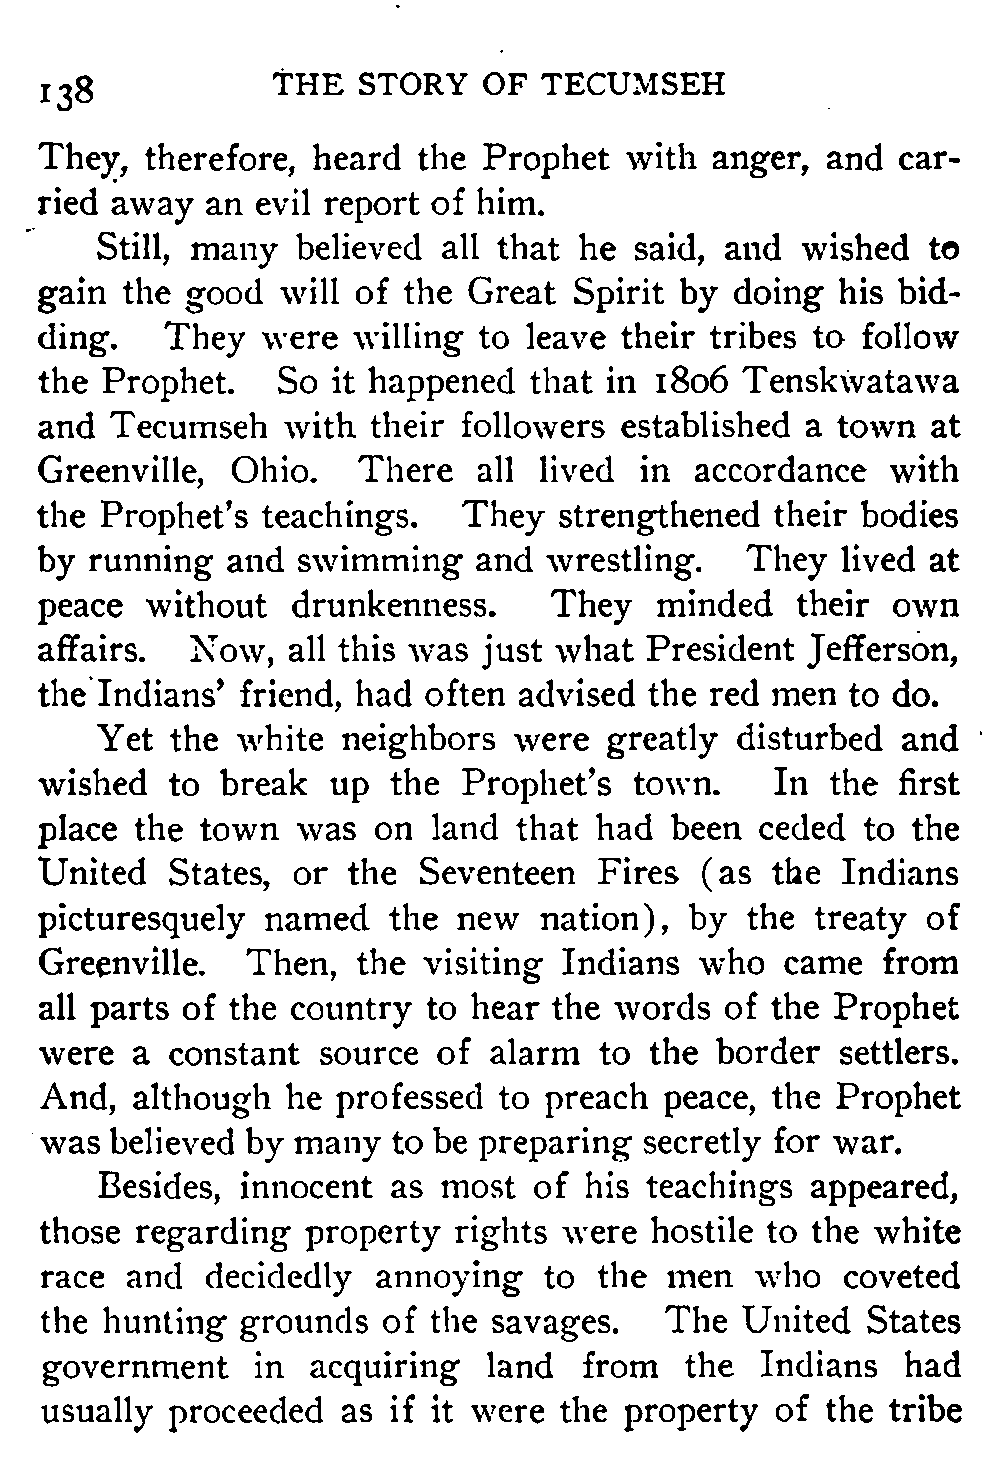 138 THE STORY OF TECUMSEH
They, therefore, heard the Prophet with anger, and car-
ried away an evil report of him.
Still, many believed all that he said, and wished to
gain the good will of the Great Spirit by doing his bid-
ding. They were willing to leave their tribes to follow
the Prophet. So it happened that in 1806 Tenskwatawa
and Tecumseh with their followers established a town at
Greenville, Ohio. There all lived in accordance with
the Prophet's teachings. They strengthened their bodies
by running and swimming and wrestling. They lived at
peace without drunkenness. They minded their own
affairs. Now, all this was just what President Jefferson,
the Indians' friend, had often advised the red men to do.
Yet the white neighbors were greatly disturbed and
wished to break up the Prophet's town. In the first
place the town was on land that had been ceded to the
United States, or the Seventeen Fires (as the Indians
picturesquely named the new nation), by the treaty of
Greenville. Then, the visiting Indians who came from
all parts of the country to hear the words of the Prophet
were a constant source of alarm to the border settlers.
And, although he professed to preach peace, the Prophet
was believed by many to be preparing secretly for war.
Besides, innocent as most of his teachings appeared,
those regarding property rights were hostile to the white
race and decidedly annoying to the men who coveted
the hunting grounds of the savages. The United States
government in acquiring land from the Indians had
usually proceeded as if it were the property of the tribe